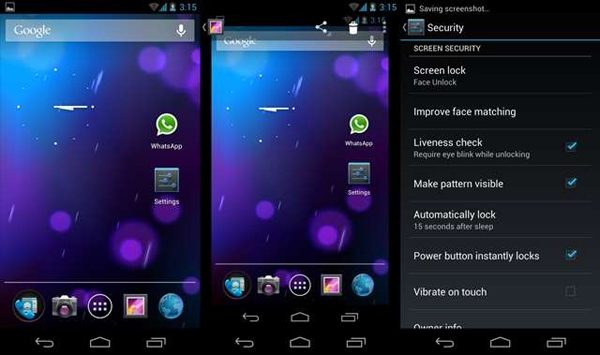 3:15
Google
WhatsApp
Settings
3:15
3:15
Google
WhatsApp
Settings
Saving screenshot...
Security
SCREEN SECURITY
Screen lock
Face Unlock
Improve face matching
Liveness check
Require eye blink while unlocking
Make pattern visible
Automatically lock
15 seconds after sleep
Power button instantly locks
Vibrate on touch
Owner info